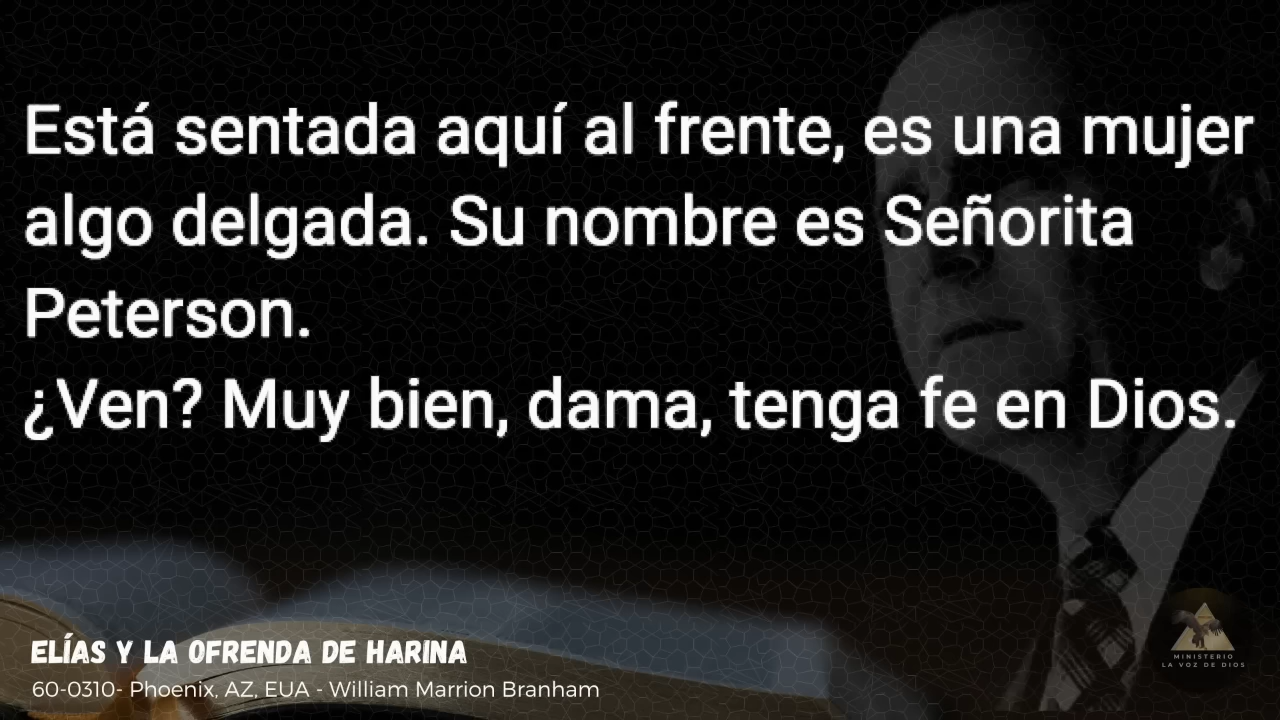 Está sentada aquí al frente, es una mujer
algo delgada. Su nombre es Señorita
Peterson.
¿Ven? Muy bien, dama, tenga fe en Dios.
ELÍAS Y LA OFRENDA DE HARINA
60-0310- Phoenix, AZ, EUA - William Marrion Branham
MINISTERIO
LA VOZ DE DIOS